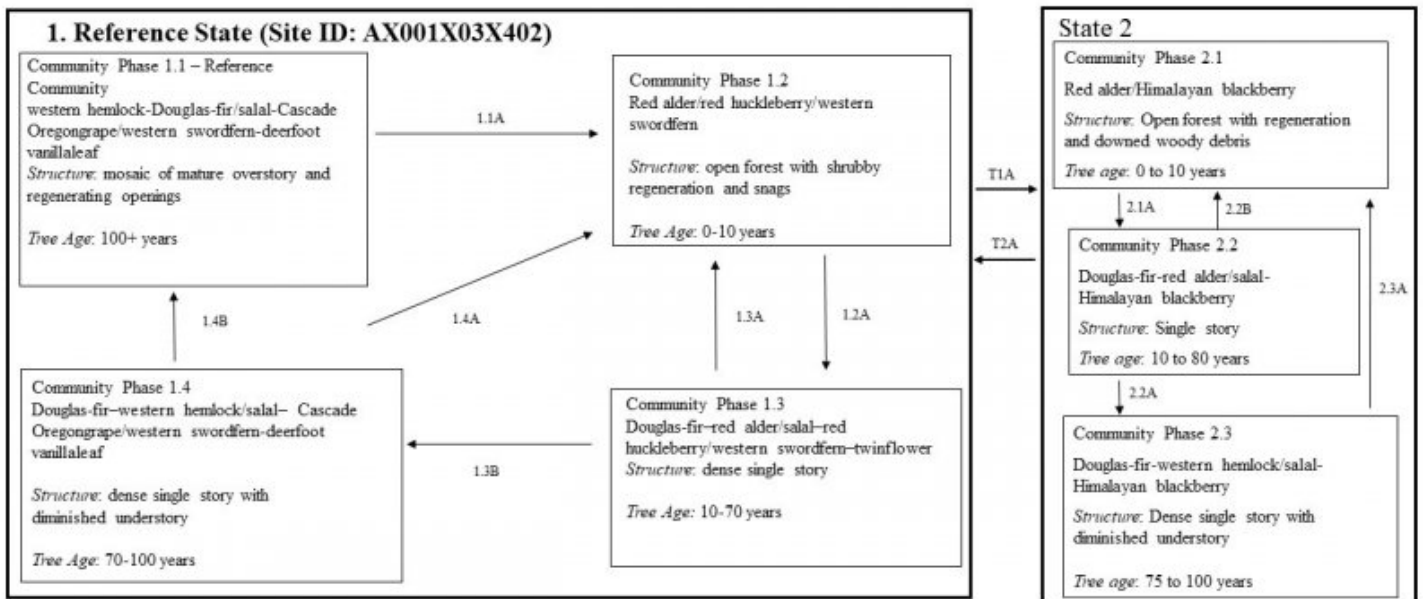 1. Reference State (Site ID: AX001X03X402)
Community Phase 1.1 – Reference
Community
western hemlock-Douglas-fir/salal-Cascade
Oregongrape/western swordfern-deerfoot
vanillaleaf
Structure: mosaic of mature overstory and
regenerating openings
Tree Age: 100+ years
1.1A
Community Phase 1.2
Red alder/red huckleberry/western
swordfern
Structure: open forest with shrubby
regeneration and snags
Tree Age: 0-10 years
1.4B
1.4A
1.3A
1.2A
Community Phase 1.4
Douglas-fir–western hemlock/salal– Cascade
Oregongrape/western swordfern-deerfoot
vanillaleaf
Structure: dense single story with
diminished understory
Tree Age: 70-100 years
1.3B
Community Phase 1.3
Douglas-fir–red alder/salal–red
huckleberry/western swordfern–twinflower
Structure: dense single story
Tree Age: 10-70 years
T1A
T2A
State 2
Community Phase 2.1
Red alder/Himalayan blackberry
Structure: Open forest with regeneration
and downed woody debris
Tree age: 0 to 10 years
2.1A
2.2B
Community Phase 2.2
Douglas-fir-red alder/salal-
Himalayan blackberry
Structure: Single story
Tree age: 10 to 80 years
2.3A
2.2A
Community Phase 2.3
Douglas-fir-western hemlock/salal-
Himalayan blackberry
Structure: Dense single story with
diminished understory
Tree age: 75 to 100 years